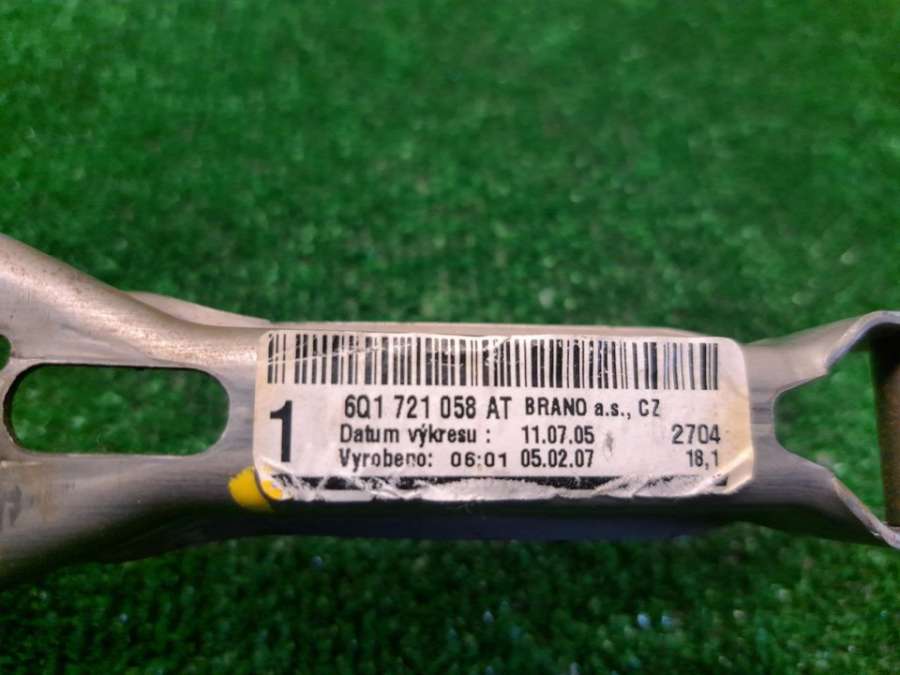 1
6Q1 721 058 AT BRANO a.s., CZ
Datum výkresu : 11.07.05 2704
Vyrobeno: 06:01 05.02.07 18,1